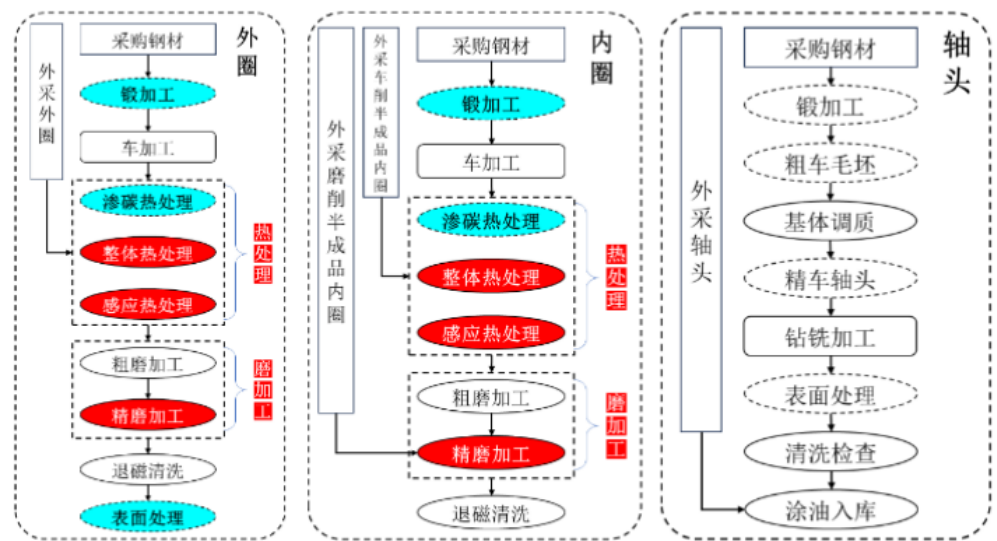 外圈
外采外圈
采购钢材
锻加工
车加工
渗碳热处理
整体热处理
感应热处理
热处理
粗磨加工
精磨加工
磨加工
退磁清洗
表面处理
内圈
外采磨削半成品内圈
外采车削半成品内圈
采购钢材
锻加工
车加工
渗碳热处理
整体热处理
感应热处理
热处理
粗磨加工
精磨加工
磨加工
退磁清洗
轴头
外采轴头
采购钢材
锻加工
粗车毛坯
基体调质
精车轴头
钻铣加工
表面处理
清洗检查
涂油入库